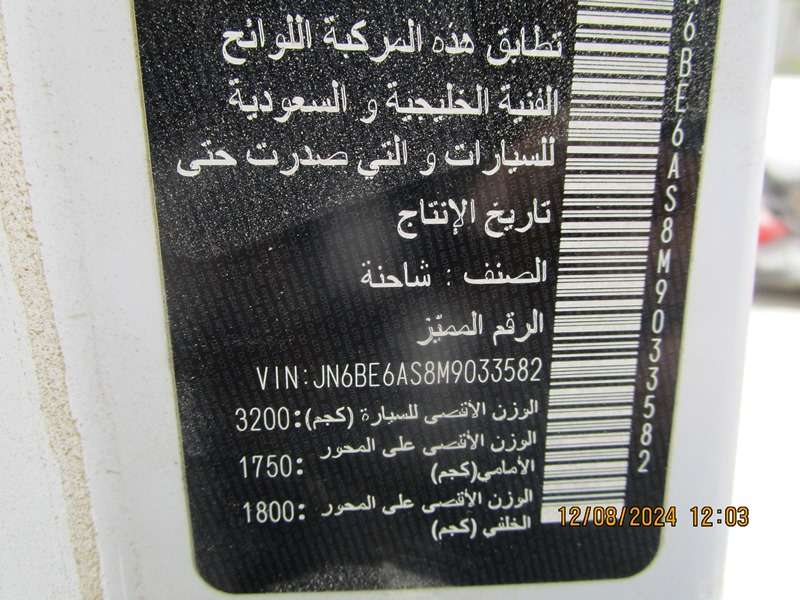 تطابق هذه المركبة اللوائح
الفنية الخليجية و السعودية
للسيارات و التي صدرت حتى
تاريخ الإنتاج
الصنف : شاحنة
الرقم المميّز
VIN:JN6BE6AS8M9033582
الوزن الأقصى للسيارة (كجم):3200
الوزن الأقصى على المحور
الأمامي(كجم) :1750
الوزن الأقصى على المحور
الخلفي (كجم) :1800
6BE6AS8M9033582
12/08/2024 12:03